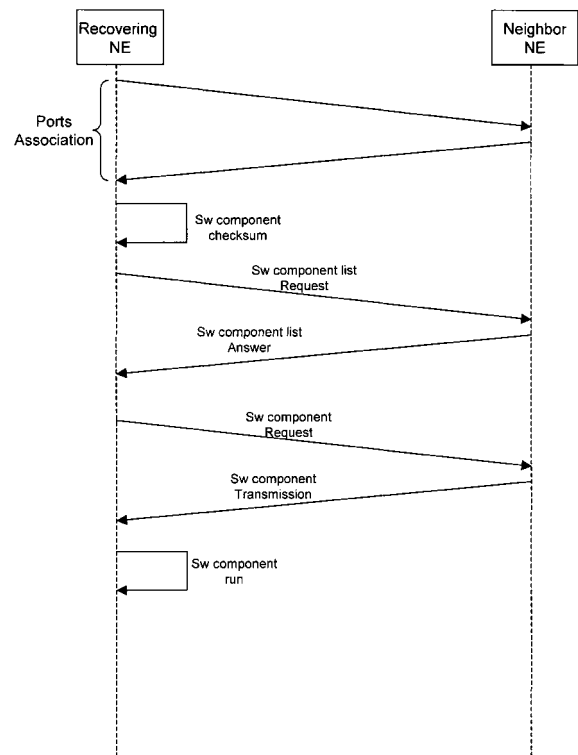 Recovering
NE
Neighbor
NE
Ports
Association
Sw component
checksum
Sw component list
Request
Sw component list
Answer
Sw component
Request
Sw component
Transmission
Sw component
run